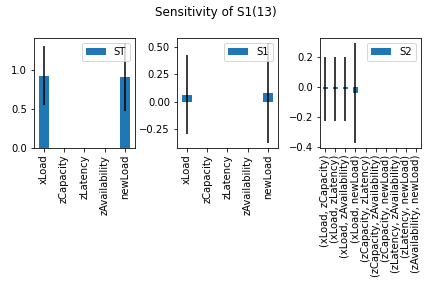 Sensitivity of S1(13)
ST
1.0
0.5
0.0
xLoad
zCapacity
zLatency
zAvailability
newLoad
S1
0.50
0.25
0.00
−0.25
xLoad
zCapacity
zLatency
zAvailability
newLoad
S2
0.2
0.0
−0.2
−0.4
(xLoad, zCapacity)
(xLoad, zLatency)
(xLoad, zAvailability)
(xLoad, newLoad)
(zCapacity, zLatency)
(zCapacity, zAvailability)
(zCapacity, newLoad)
(zLatency, zAvailability)
(zLatency, newLoad)
(zAvailability, newLoad)